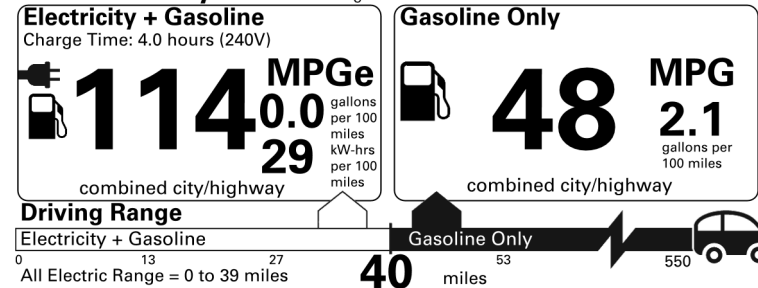 Electricity + Gasoline
Charge Time: 4.0 hours (240V)
114
MPGe
0.0
gallons
per 100
miles
29
kW-hrs
per 100
miles
combined city/highway
Gasoline Only
48
MPG
2.1
gallons per
100 miles
combined city/highway
Driving Range
Electricity + Gasoline
Gasoline Only
0 13 27 40 53 550
miles
All Electric Range = 0 to 39 miles